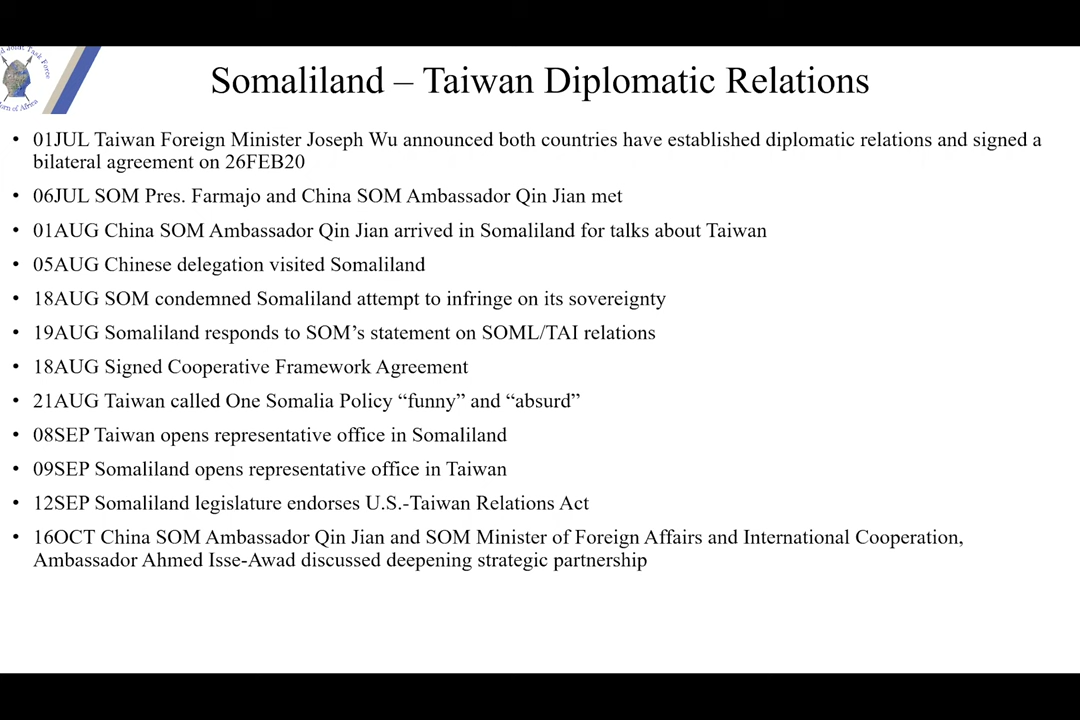 Joint Task Force
Horn of Africa
Somaliland – Taiwan Diplomatic Relations
• 01JUL Taiwan Foreign Minister Joseph Wu announced both countries have established diplomatic relations and signed a
bilateral agreement on 26FEB20
• 06JUL SOM Pres. Farmajo and China SOM Ambassador Qin Jian met
• 01AUG China SOM Ambassador Qin Jian arrived in Somaliland for talks about Taiwan
• 05AUG Chinese delegation visited Somaliland
• 18AUG SOM condemned Somaliland attempt to infringe on its sovereignty
• 19AUG Somaliland responds to SOM’s statement on SOML/TAI relations
• 18AUG Signed Cooperative Framework Agreement
• 21AUG Taiwan called One Somalia Policy “funny” and “absurd”
• 08SEP Taiwan opens representative office in Somaliland
• 09SEP Somaliland opens representative office in Taiwan
• 12SEP Somaliland legislature endorses U.S.-Taiwan Relations Act
• 16OCT China SOM Ambassador Qin Jian and SOM Minister of Foreign Affairs and International Cooperation,
Ambassador Ahmed Isse-Awad discussed deepening strategic partnership